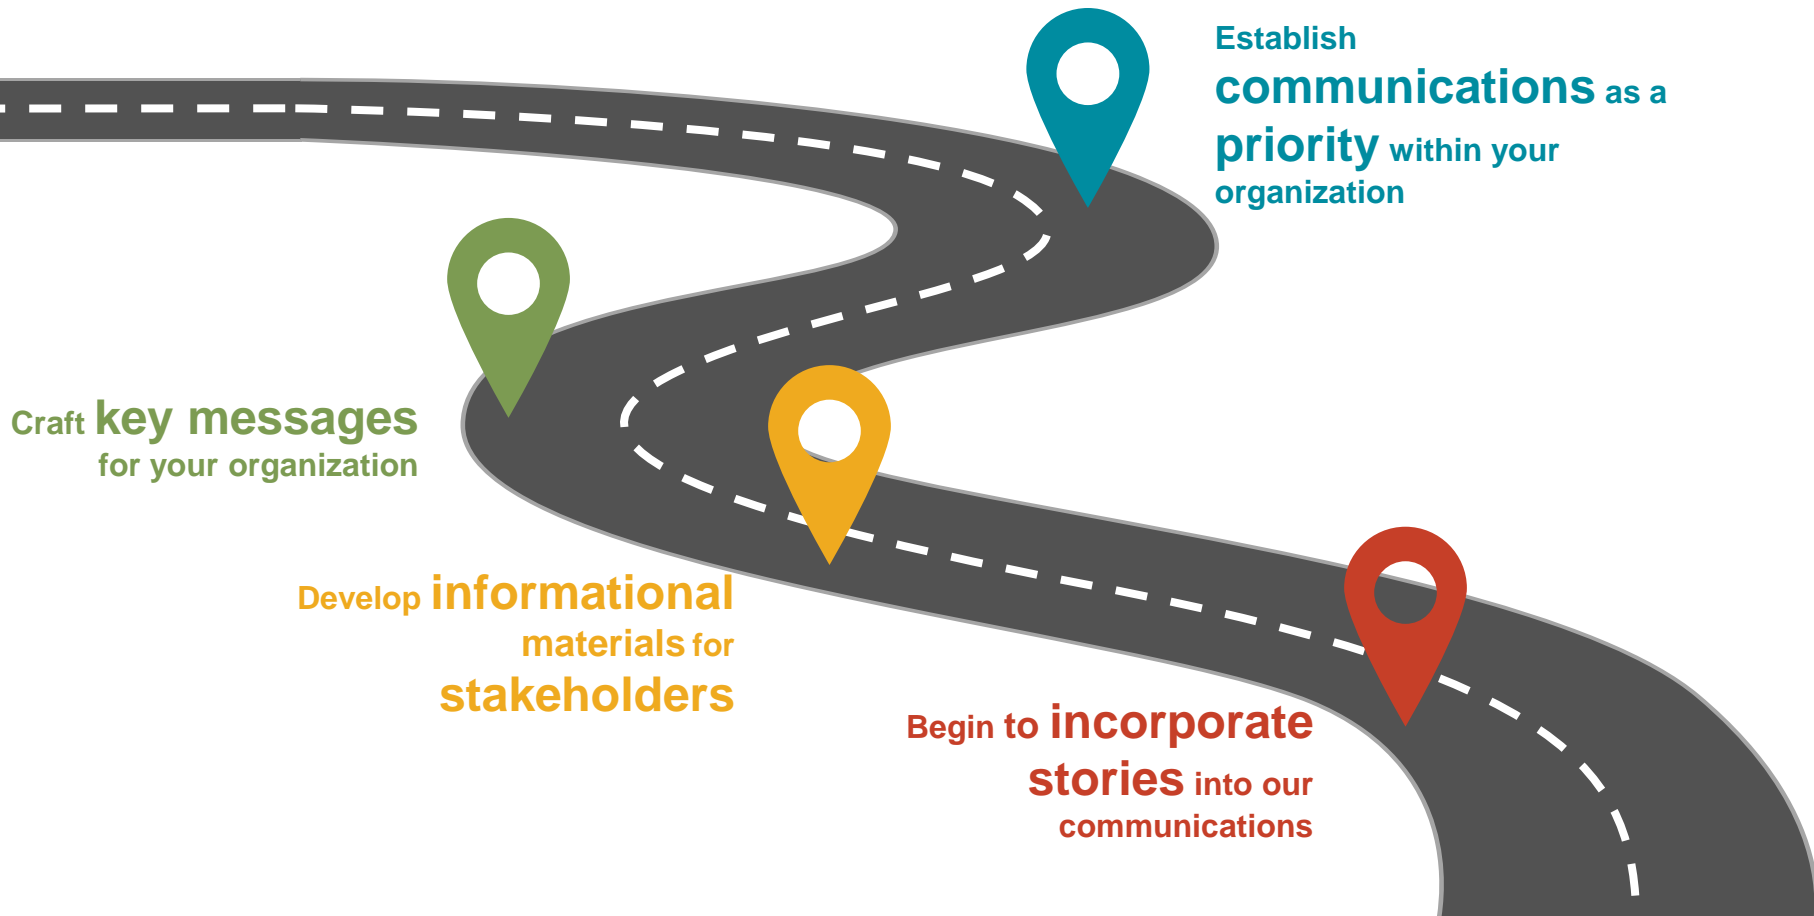 Establish
communications as a
priority within your
organization
Craft key messages
for your organization
Develop informational
materials for
stakeholders
Begin to incorporate
stories into our
communications